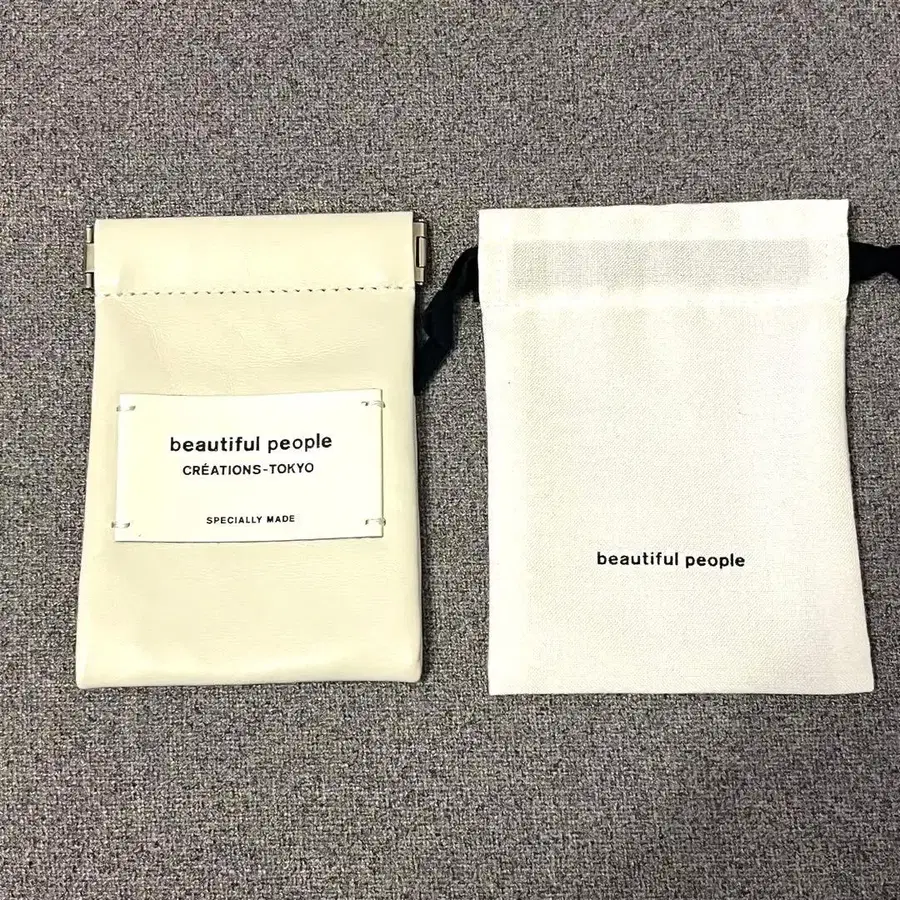 beautiful people
CRÉATIONS-TOKYO
SPECIALLY MADE
beautiful people